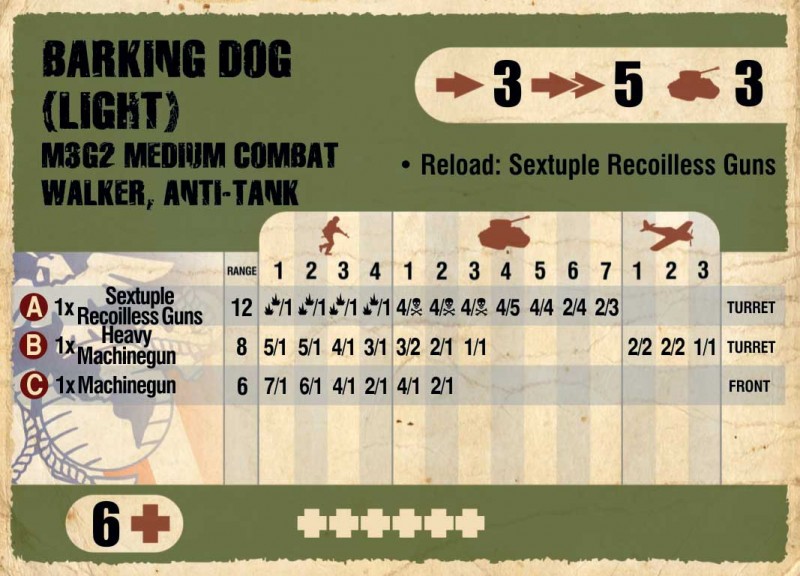 BARKING DOG
(LIGHT)
M3G2 MEDIUM COMBAT
WALKER, ANTI-TANK
3 5 3
• Reload: Sextuple Recoilless Guns
RANGE 1 2 3 4 1 2 3 4 5 6 7 1 2 3
A 1x Sextuple Recoilless Guns 12 /1 /1 /1 /1 4/ 4/ 4/ 4/5 4/4 2/4 2/3 TURRET
B 1x Heavy Machinegun 8 5/1 5/1 4/1 3/1 3/2 2/1 1/1 2/2 2/2 1/1 TURRET
C 1x Machinegun 6 7/1 6/1 4/1 2/1 4/1 2/1 FRONT
6